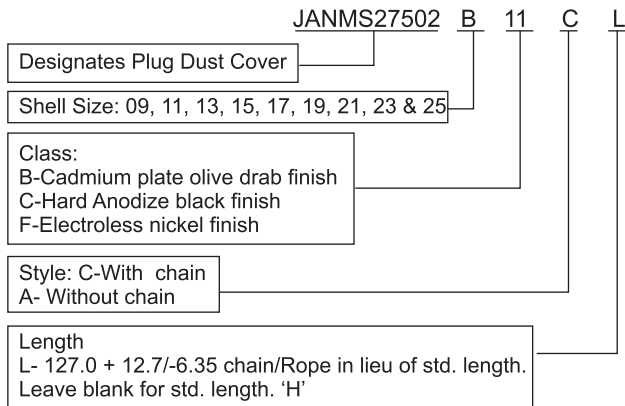 JANMS27502 B 11 C L
Designates Plug Dust Cover
Shell Size: 09, 11, 13, 15, 17, 19, 21, 23 & 25
Class:
B-Cadmium plate olive drab finish
C-Hard Anodize black finish
F-Electroless nickel finish
Style: C-With chain
A- Without chain
Length
L- 127.0 + 12.7/-6.35 chain/Rope in lieu of std. length.
Leave blank for std. length. ‘H’